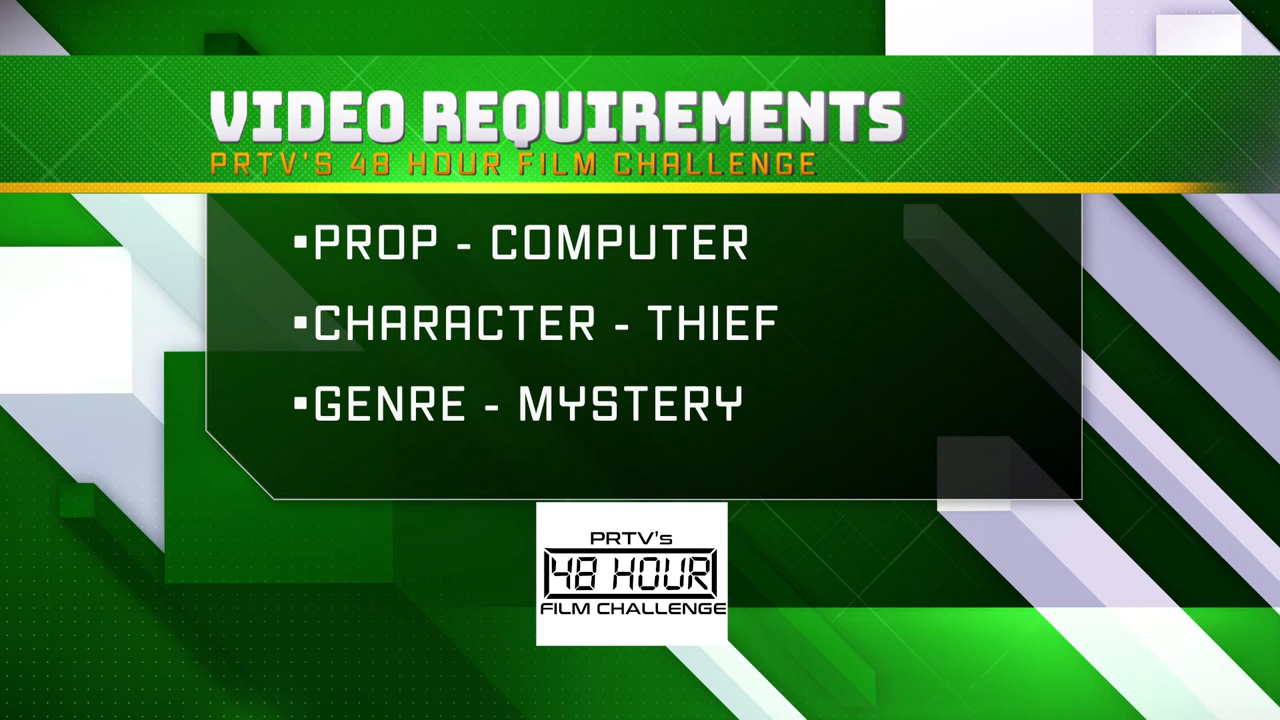 VIDEO REQUIREMENTS
PRTV'S 48 HOUR FILM CHALLENGE
▪PROP - COMPUTER
▪CHARACTER - THIEF
▪GENRE - MYSTERY
PRTV's
48 HOUR
FILM CHALLENGE